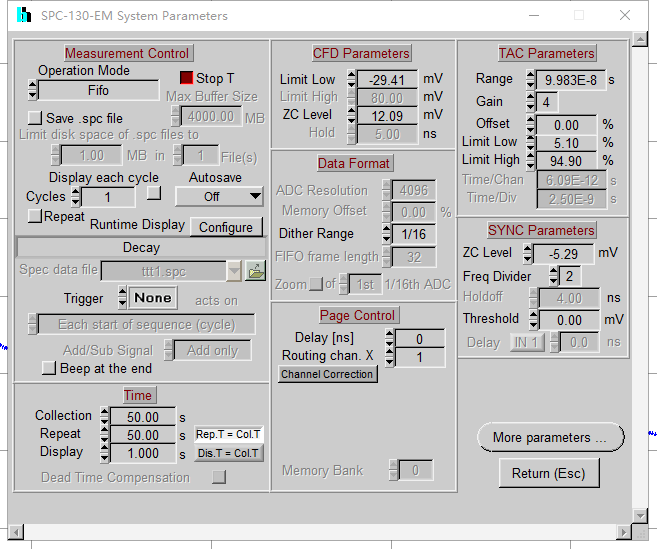 SPC-130-EM System Parameters
Measurement Control
Operation Mode
Fifo
Stop T
Max Buffer Size
Save .spc file
4000.00 MB
Limit disk space of .spc files to
1.00 MB in 1 File(s)
Display each cycle
Autosave
Cycles 1
Off
Repeat
Runtime Display
Configure
Decay
Spec data file
ttt1.spc
Trigger
None
acts on
Each start of sequence (cycle)
Add/Sub Signal
Add only
Beep at the end
Time
Collection 50.00 s
Repeat 50.00 s
Rep.T = Col.T
Display 1.000 s
Dis.T = Col.T
Dead Time Compensation
CFD Parameters
Limit Low -29.41 mV
Limit High 80.00 mV
ZC Level 12.09 mV
Hold 5.00 ns
Data Format
ADC Resolution 4096
Memory Offset 0.00 %
Dither Range 1/16
FIFO frame length 32
Zoom of 1st 1/16th ADC
Page Control
Delay [ns] 0
Routing chan. X 1
Channel Correction
Memory Bank 0
TAC Parameters
Range 9.983E-8 s
Gain 4
Offset 0.00 %
Limit Low 5.10 %
Limit High 94.90 %
Time/Chan 6.09E-12 s
Time/Div 2.50E-9 s
SYNC Parameters
ZC Level -5.29 mV
Freq Divider 2
Holdoff 4.00 ns
Threshold 0.00 mV
Delay IN 1 0.0 ns
More parameters ...
Return (Esc)